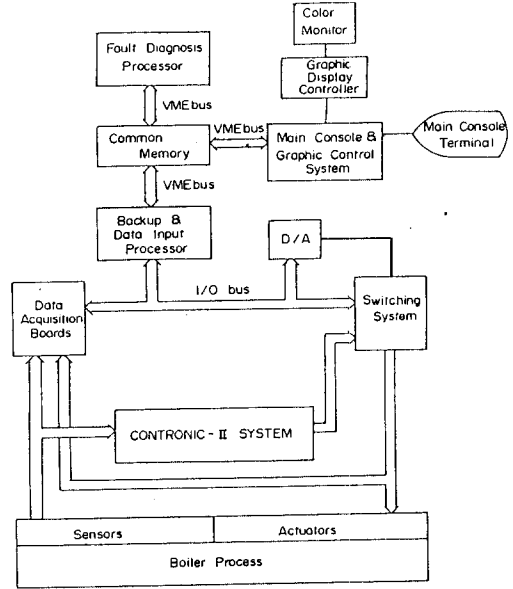 Color
Monitor
Fault Diagnosis
Processor
Graphic
Display
Controller
VMEbus
VMEbus
Common
Memory
Main Console &
Graphic Control
System
Main Console
Terminal
VMEbus
Backup &
Data Input
Processor
D/A
I/O bus
Data
Acquisition
Boards
Switching
System
CONTRONIC-II SYSTEM
Sensors
Actuators
Boiler Process